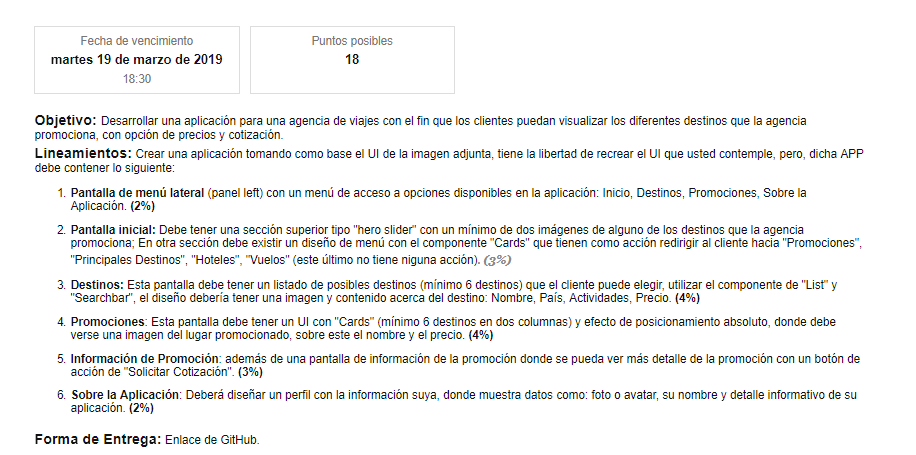 Fecha de vencimiento
martes 19 de marzo de 2019
18:30
Puntos posibles
18
Objetivo: Desarrollar una aplicación para una agencia de viajes con el fin que los clientes puedan visualizar los diferentes destinos que la agencia
promociona, con opción de precios y cotización.
Lineamientos: Crear una aplicación tomando como base el UI de la imagen adjunta, tiene la libertad de recrear el UI que usted contemple, pero, dicha APP
debe contener lo siguiente:
1. Pantalla de menú lateral (panel left) con un menú de acceso a opciones disponibles en la aplicación: Inicio, Destinos, Promociones, Sobre la
Aplicación. (2%)
2. Pantalla inicial: Debe tener una sección superior tipo "hero slider" con un mínimo de dos imágenes de alguno de los destinos que la agencia
promociona; En otra sección debe existir un diseño de menú con el componente "Cards" que tienen como acción redirigir al cliente hacía "Promociones",
"Principales Destinos", "Hoteles", "Vuelos" (este último no tiene niguna acción). (3%)
3. Destinos: Esta pantalla debe tener un listado de posibles destinos (mínimo 6 destinos) que el cliente puede elegir, utilizar el componente de "List" y
"Searchbar", el diseño debería tener una imagen y contenido acerca del destino: Nombre, País, Actividades, Precio. (4%)
4. Promociones: Esta pantalla debe tener un UI con "Cards" (mínimo 6 destinos en dos columnas) y efecto de posicionamiento absoluto, donde debe
verse una imagen del lugar promocionado, sobre este el nombre y el precio. (4%)
5. Información de Promoción: además de una pantalla de información de la promoción donde se pueda ver más detalle de la promoción con un botón de
acción de "Solicitar Cotización". (3%)
6. Sobre la Aplicación: Deberá diseñar un perfil con la información suya, donde muestra datos como: foto o avatar, su nombre y detalle informativo de su
aplicación. (2%)
Forma de Entrega: Enlace de GitHub.